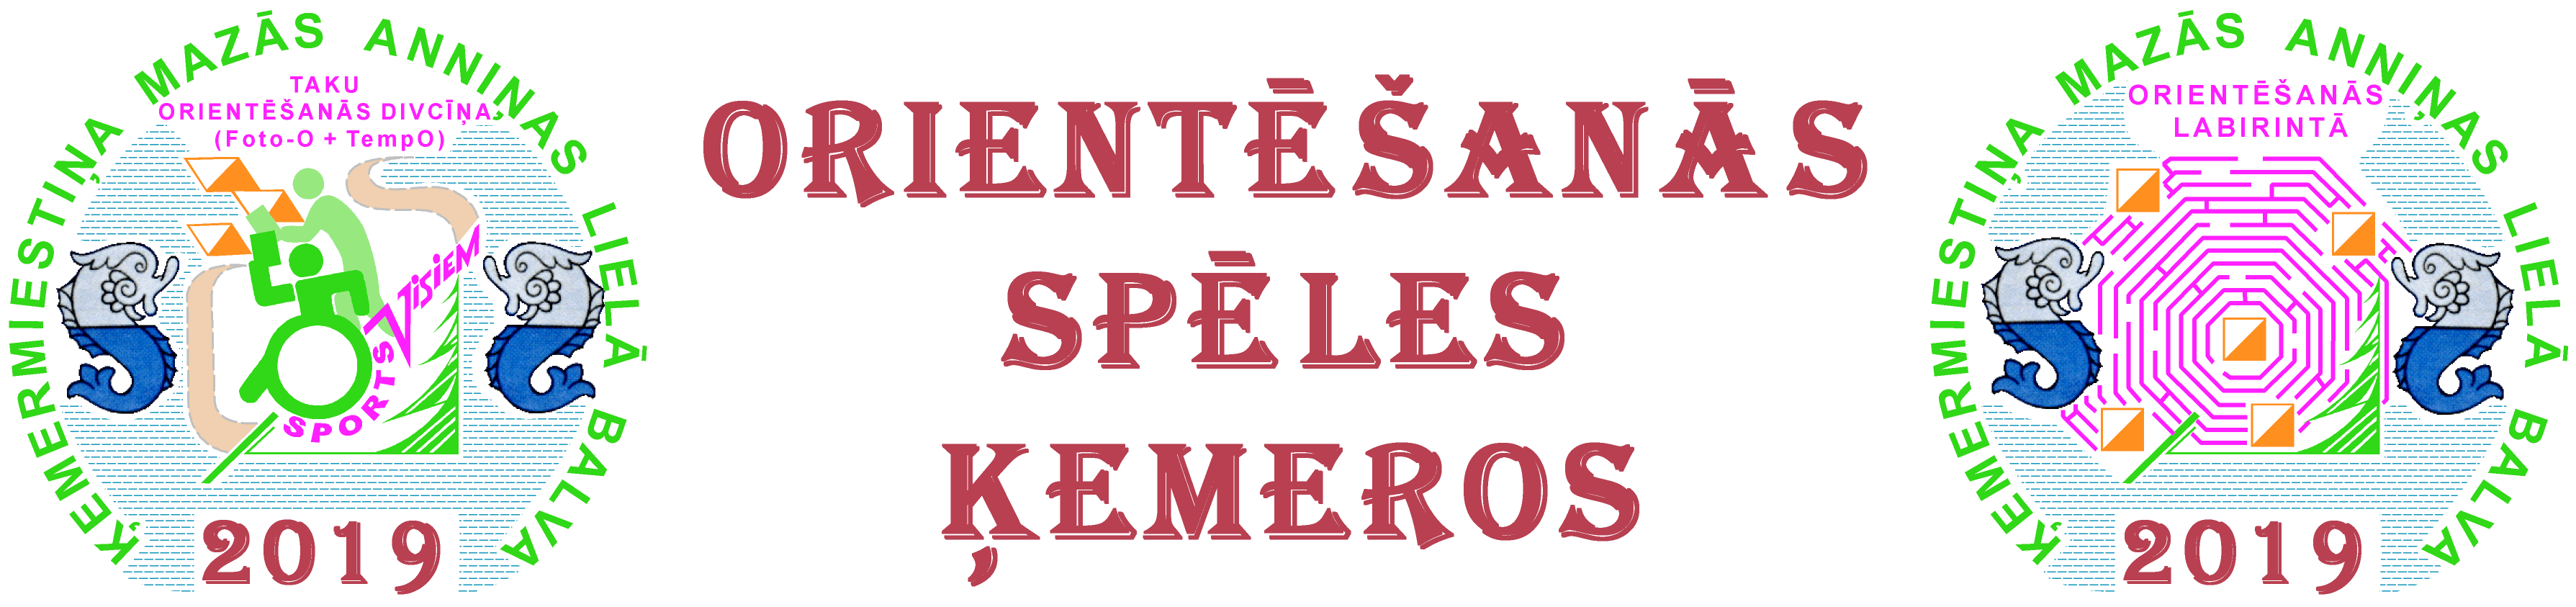 ĶEMERMIESTIŅA MAZĀS ANNIŅAS LIELĀ BALVA
TAKU
ORIENTĒŠANĀS DIVCĪŅA
(Foto-O + TempO)
SPORTS VisiEM
2019
ORIENTĒŠANĀS
SPĒLES
ĶEMEROS
ĶEMERMIESTIŅA MAZĀS ANNIŅAS LIELĀ BALVA
ORIENTĒŠANĀS
LABIRINTĀ
2019